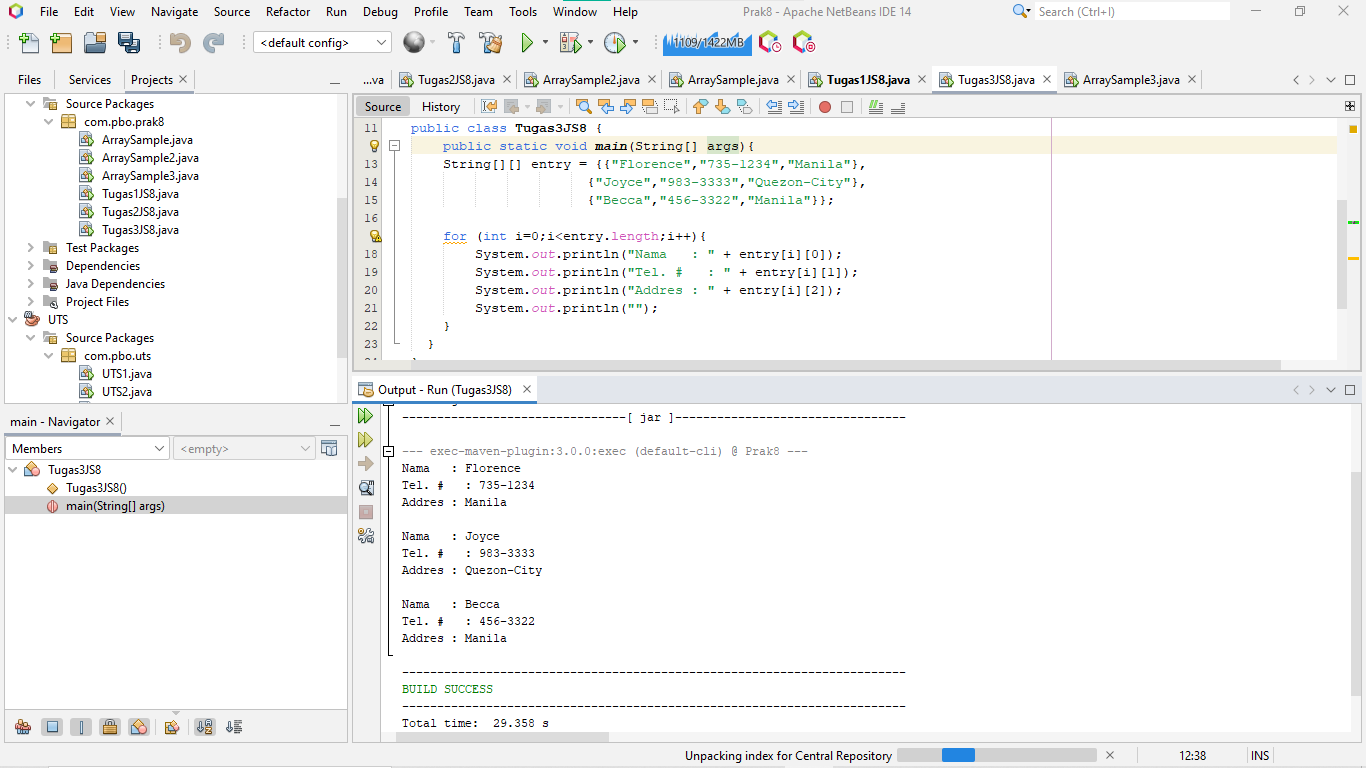 File Edit View Navigate Source Refactor Run Debug Profile Team Tools Window Help Prak8 - Apache NetBeans IDE 14 Search (Ctrl+I)
<default config> 1109/1422MB
Files Services Projects
...va Tugas2JS8.java ArraySample2.java ArraySample.java Tugas1JS8.java Tugas3JS8.java ArraySample3.java
Source History
Source Packages
com.pbo.prak8
ArraySample.java
ArraySample2.java
ArraySample3.java
Tugas1JS8.java
Tugas2JS8.java
Tugas3JS8.java
Test Packages
Dependencies
Java Dependencies
Project Files
UTS
Source Packages
com.pbo.uts
UTS1.java
UTS2.java
11 public class Tugas3JS8 {
public static void main(String[] args){
13 String[][] entry = {{"Florence","735-1234","Manila"},
14 {"Joyce","983-3333","Quezon-City"},
15 {"Becca","456-3322","Manila"}};
16
for (int i=0;i<entry.length;i++){
18 System.out.println("Nama   : " + entry[i][0]);
19 System.out.println("Tel. #   : " + entry[i][1]);
20 System.out.println("Addres : " + entry[i][2]);
21 System.out.println("");
22 }
23 }
main - Navigator
Members <empty>
Tugas3JS8
Tugas3JS8()
main(String[] args)
Output - Run (Tugas3JS8)
--------------------------------[ jar ]---------------------------------
--- exec-maven-plugin:3.0.0:exec (default-cli) @ Prak8 ---
Nama   : Florence
Tel. #   : 735-1234
Addres : Manila
Nama   : Joyce
Tel. #   : 983-3333
Addres : Quezon-City
Nama   : Becca
Tel. #   : 456-3322
Addres : Manila
------------------------------------------------------------------------
BUILD SUCCESS
------------------------------------------------------------------------
Total time:  29.358 s
Unpacking index for Central Repository 12:38 INS